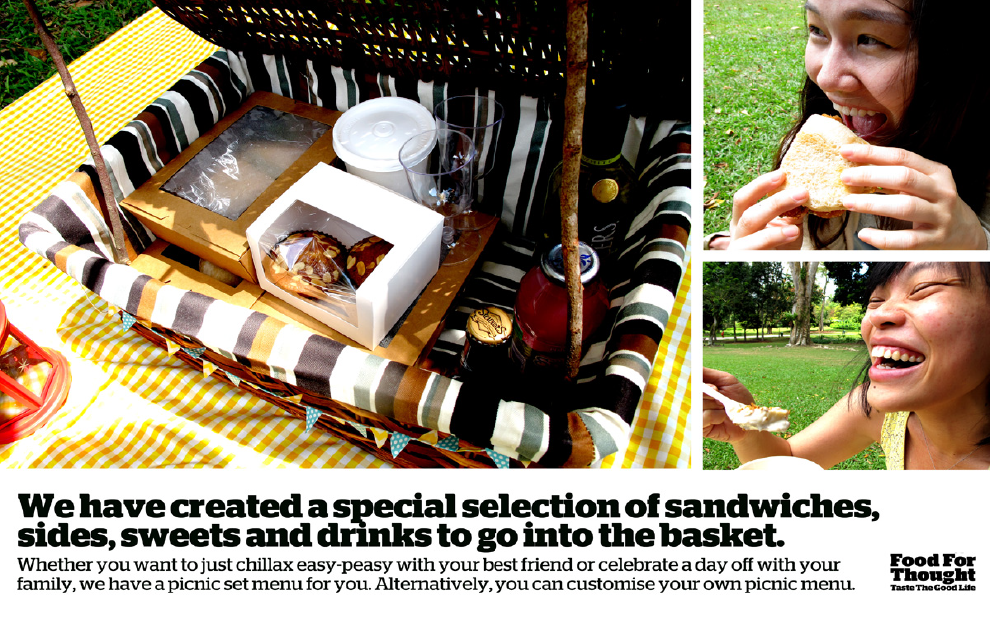 We have created a special selection of sandwiches,
sides, sweets and drinks to go into the basket.
Whether you want to just chillax easy-peasy with your best friend or celebrate a day off with your
family, we have a picnic set menu for you. Alternatively, you can customise your own picnic menu.
Food For
Thought
Taste The Good Life